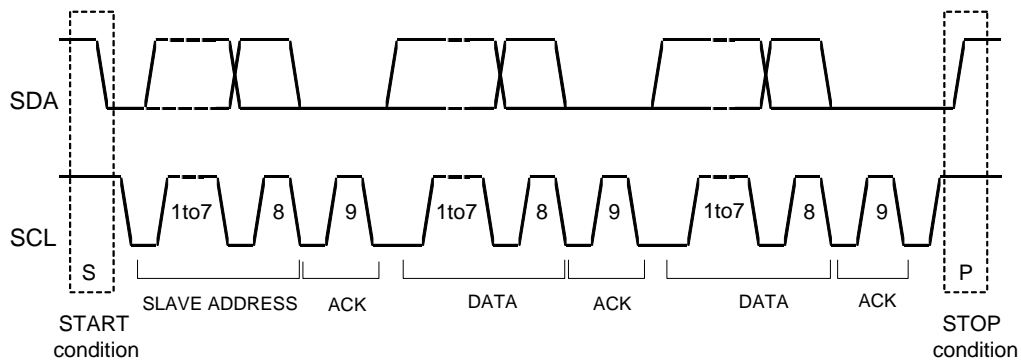 SDA
SCL
1to7 8 9 1to7 8 9 1to7 8 9
S P
SLAVE ADDRESS ACK DATA ACK DATA ACK
START
condition
STOP
condition